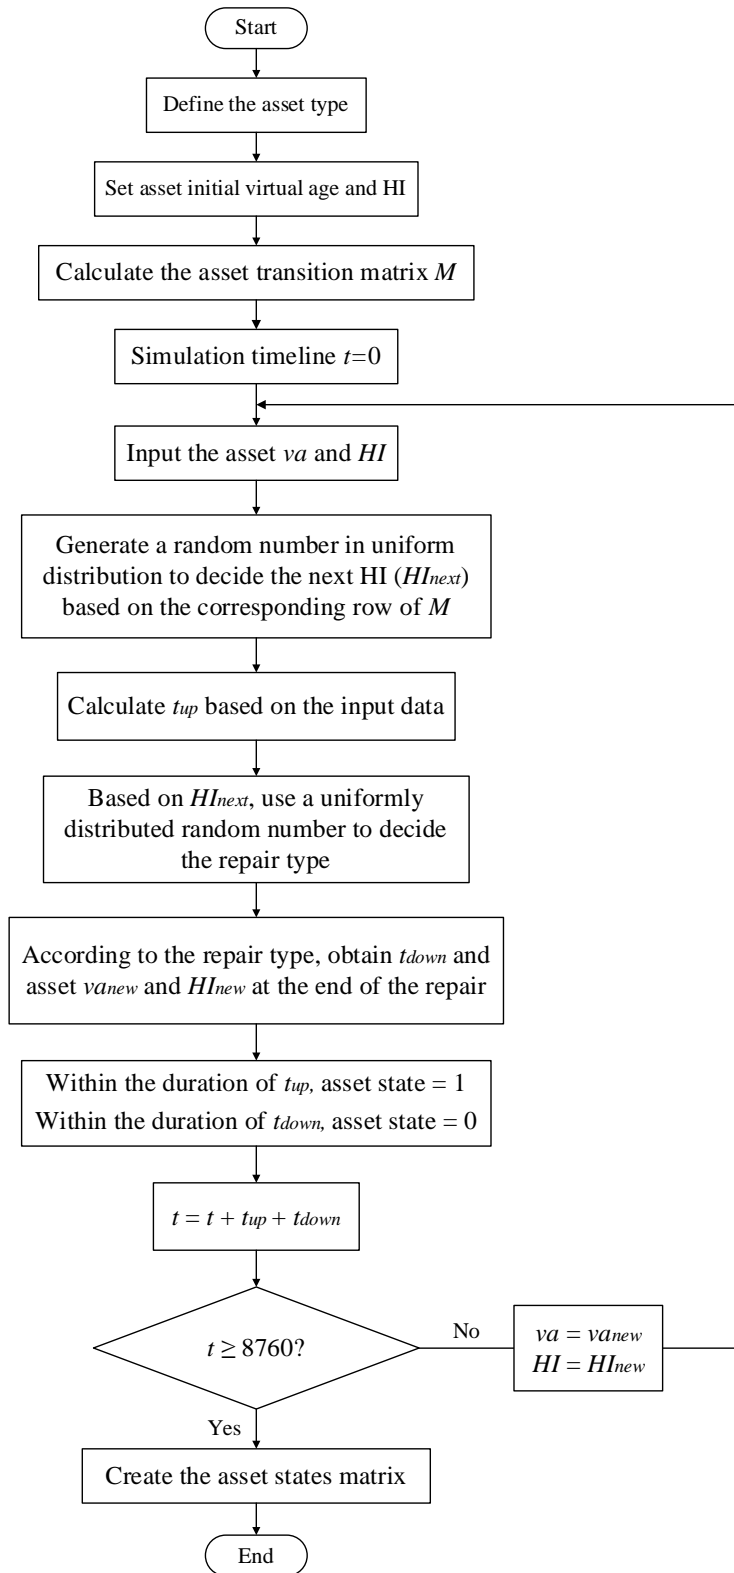 Start
Define the asset type
Set asset initial virtual age and HI
Calculate the asset transition matrix M
Simulation timeline t=0
Input the asset va and HI
Generate a random number in uniform
distribution to decide the next HI (HInext)
based on the corresponding row of M
Calculate tup based on the input data
Based on HInext, use a uniformly
distributed random number to decide
the repair type
According to the repair type, obtain tdown and
asset vanew and HInew at the end of the repair
Within the duration of tup, asset state = 1
Within the duration of tdown, asset state = 0
t = t + tup + tdown
t ≥ 8760?
No
va = vanew
HI = HInew
Yes
Create the asset states matrix
End